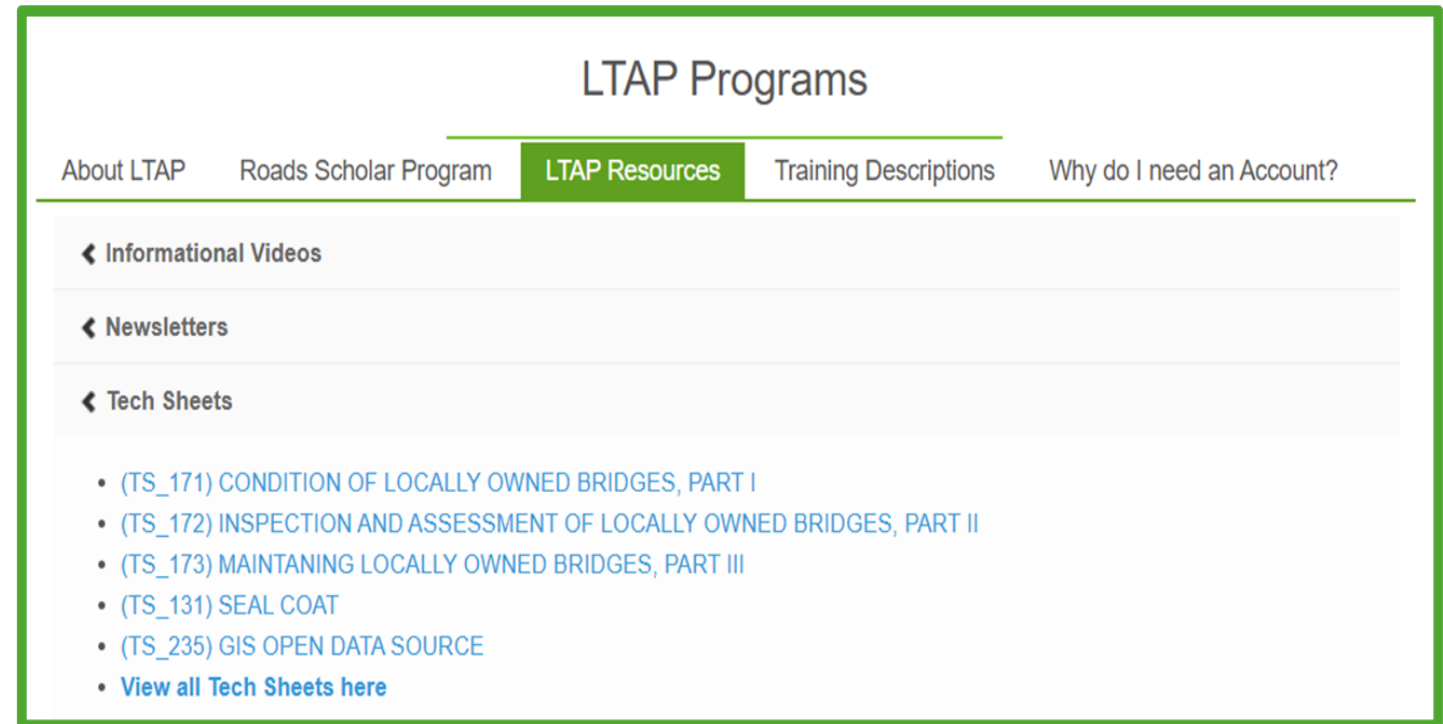 LTAP Programs
About LTAP Roads Scholar Program LTAP Resources Training Descriptions Why do I need an Account?
Informational Videos
Newsletters
Tech Sheets
(TS_171) CONDITION OF LOCALLY OWNED BRIDGES, PART I
(TS_172) INSPECTION AND ASSESSMENT OF LOCALLY OWNED BRIDGES, PART II
(TS_173) MAINTANING LOCALLY OWNED BRIDGES, PART III
(TS_131) SEAL COAT
(TS_235) GIS OPEN DATA SOURCE
View all Tech Sheets here